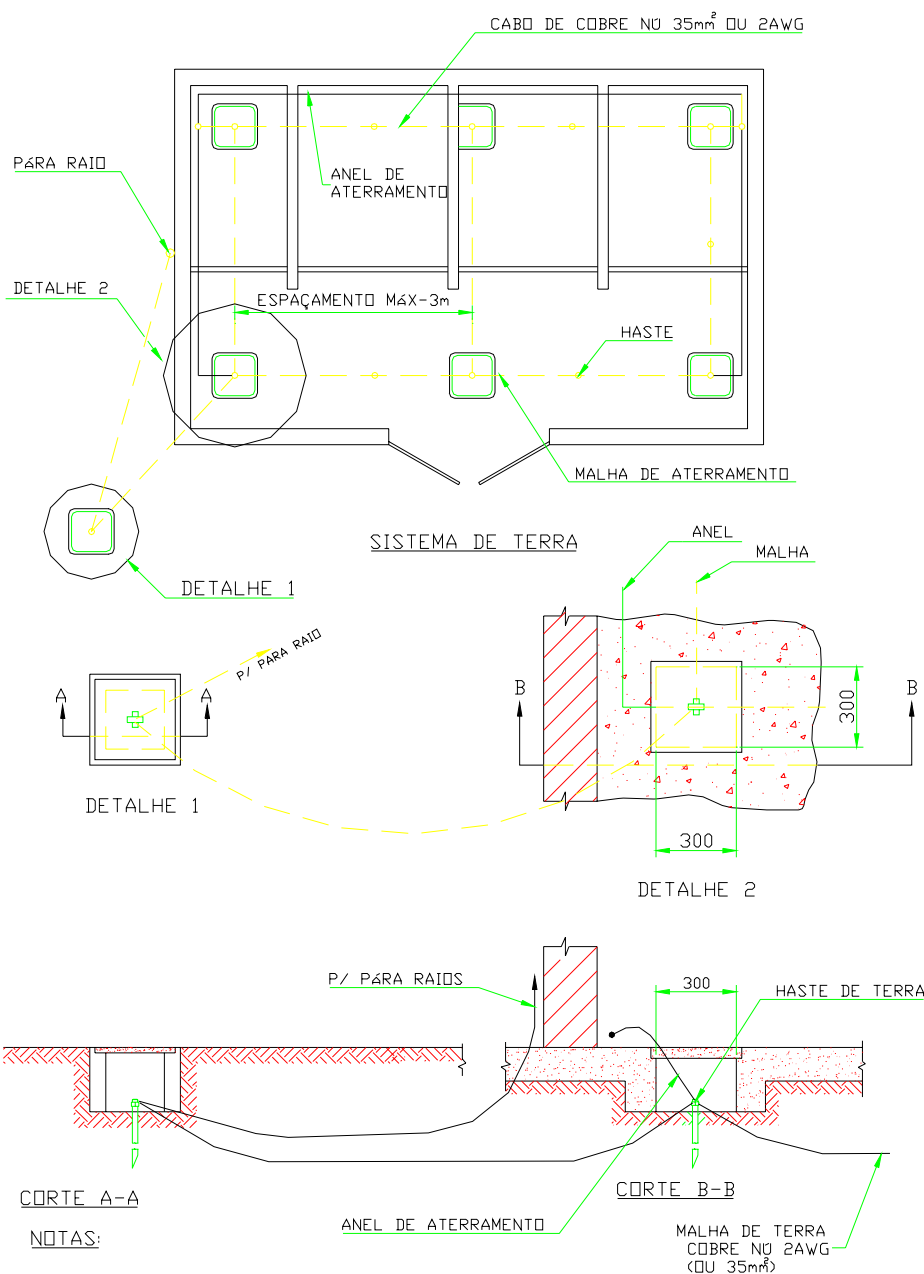 CABO DE COBRE NÚ 35mm² OU 2AWG
PÁRA RAIO
ANEL DE
ATERRAMENTO
DETALHE 2
ESPAÇAMENTO MÁX-3m
HASTE
MALHA DE ATERRAMENTO
SISTEMA DE TERRA
DETALHE 1
ANEL
MALHA
P/ PARA RAIO
A
A
B
B
300
300
DETALHE 1
DETALHE 2
P/ PÁRA RAIOS
300
HASTE DE TERRA
CORTE A-A
CORTE B-B
ANEL DE ATERRAMENTO
MALHA DE TERRA
COBRE NÚ 2AWG
(OU 35mm²)
NOTAS: